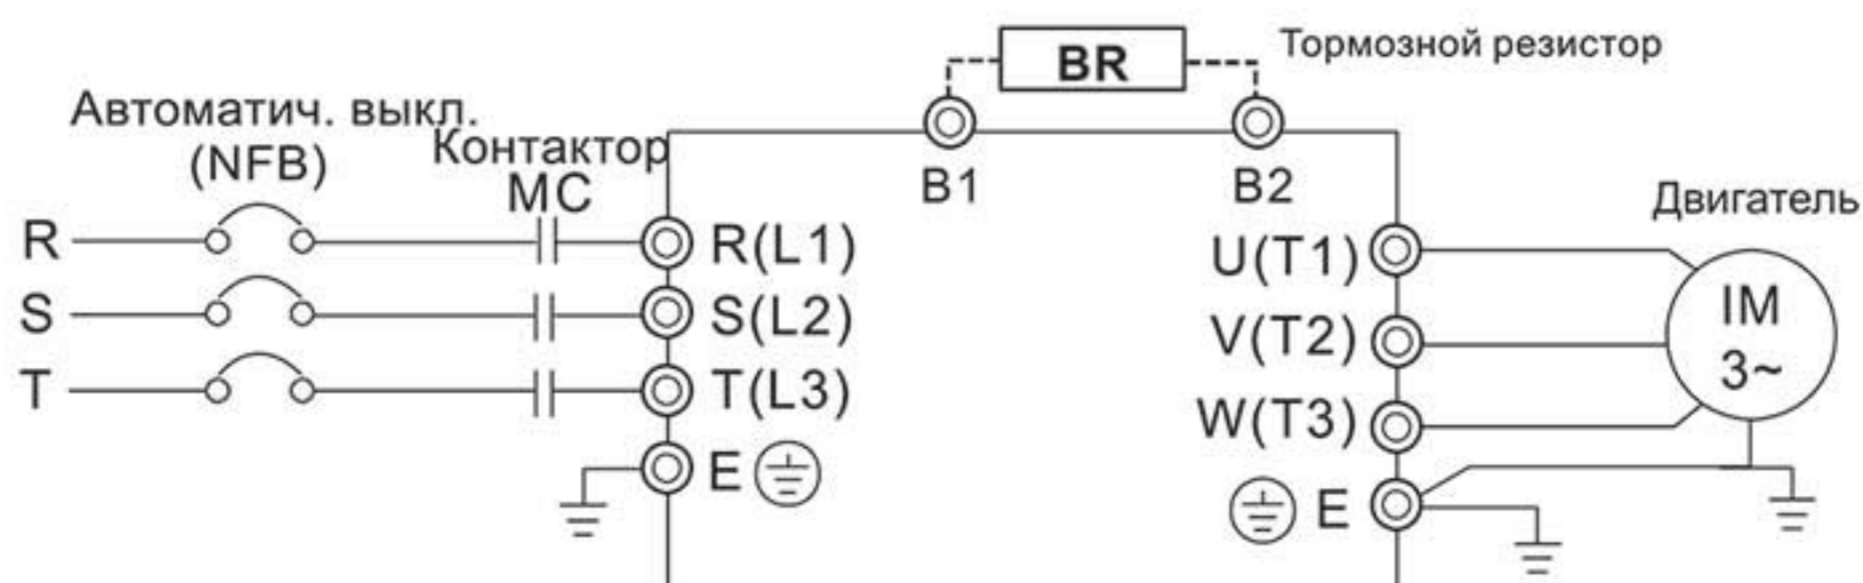 BR
Тормозной резистор
Автоматич. выкл.
(NFB)
Контактор
MC
B1
B2
Двигатель
R
R(L1)
U(T1)
S
S(L2)
V(T2)
IM
3~
T
T(L3)
W(T3)
E
E